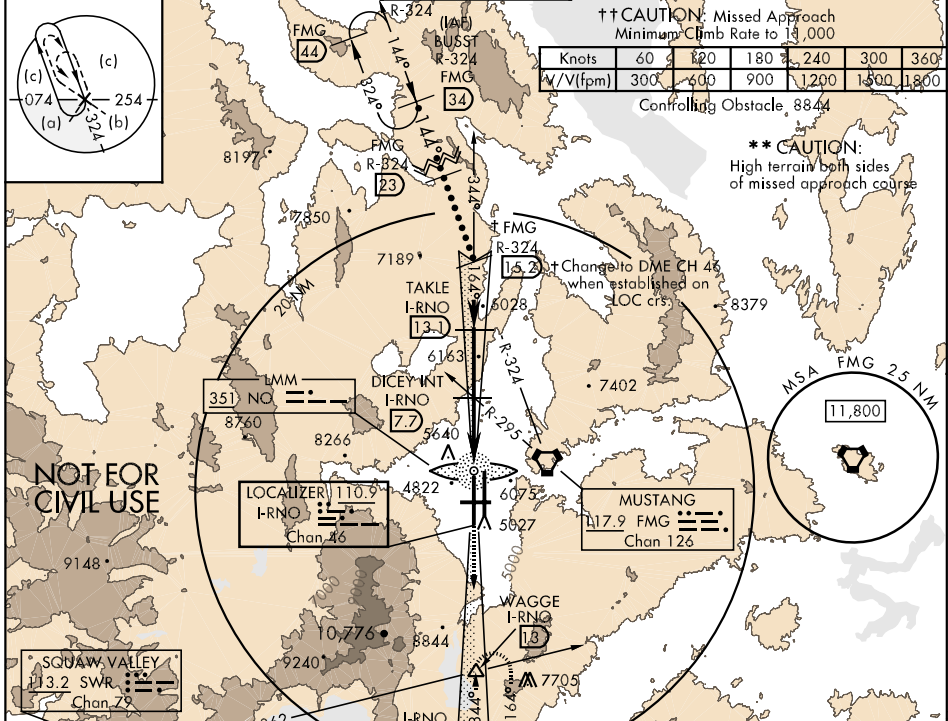 R-324
(IAF)
BUSST
R-324
FMG
34
FMG
44
144°
324°
144°
††CAUTION: Missed Approach
Minimum Climb Rate to 11,000
Knots 60 120 180 240 300 360
V/V(fpm) 300 600 900 1200 1500 1800
Controlling Obstacle 8844
** CAUTION:
High terrain both sides
of missed approach course
(c)
(c)
074
254
(a)
(b)
324
8197
FMG
R-324
23
344°
7850
7189
† FMG
R-324
15.2
†Change to DME CH 46
when established on
LOC crs.
164°
20 NM
TAKLE
I-RNO
13.1
6028
8379
6163
R-324
DICEY INT
I-RNO
7.7
R-295
7402
MSA FMG 25 NM
11,800
LMM
351 NO
8760
8266
5640
NOT FOR
CIVIL USE
4822
6075
LOCALIZER 110.9
I-RNO
Chan 46
5027
MUSTANG
117.9 FMG
Chan 126
9148
5000
WAGGE
I-RNO
13
10,776
8844
9240
7705
SQUAW VALLEY
113.2 SWR
Chan 79
I-RNO